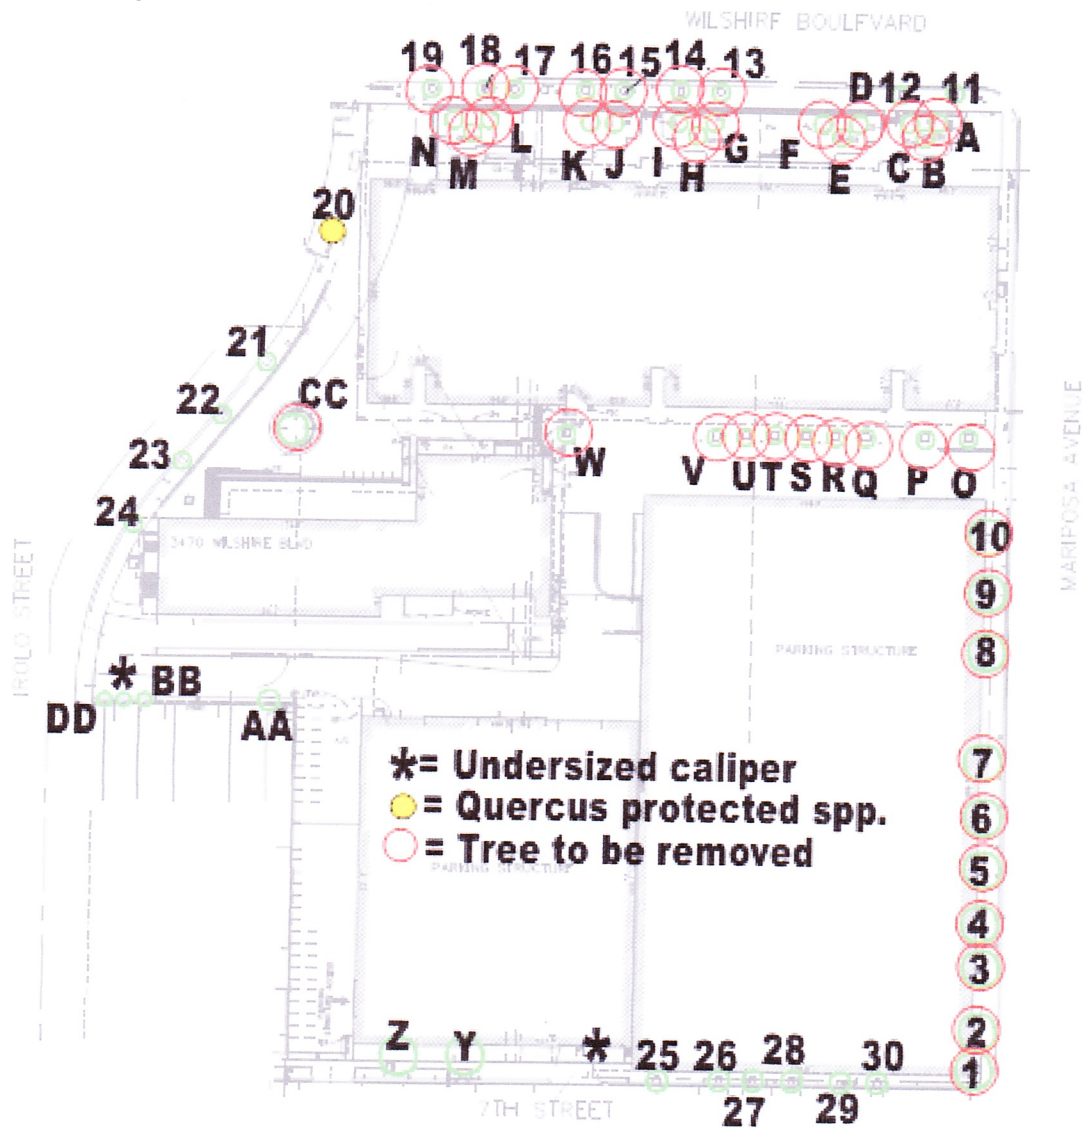 WILSHIRE BOULEVARD
19 18 17 16 15 14 13 D 12 11
N M L K J I H G F E C B A
20
21
CC
22
W V U T S R Q P O
23
24
10
3470 WILSHIRE BLVD
9
MARIPOSA AVENUE
IROLO STREET
8
PARKING STRUCTURE
* BB
DD AA
7
*= Undersized caliper
= Quercus protected spp.
6
= Tree to be removed
PARKING STRUCTURE
5
4
3
2
Z Y * 25 26 28 30
1
27 29
7TH STREET